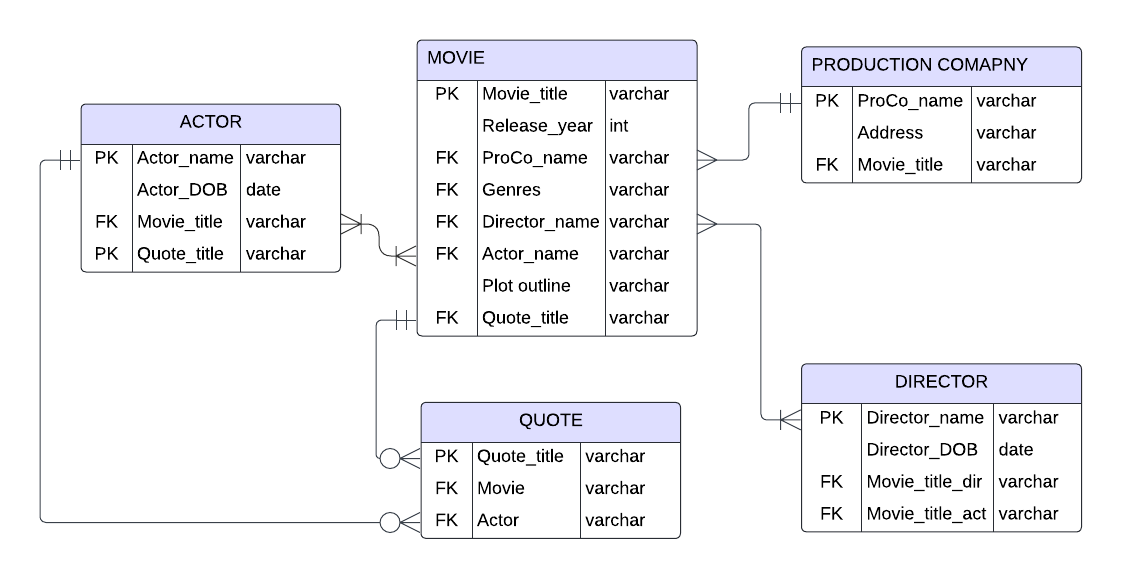 MOVIE
PK Movie_title varchar
Release_year int
FK ProCo_name varchar
FK Genres varchar
FK Director_name varchar
FK Actor_name varchar
Plot outline varchar
FK Quote_title varchar
PRODUCTION COMAPNY
PK ProCo_name varchar
Address varchar
FK Movie_title varchar
ACTOR
PK Actor_name varchar
Actor_DOB date
FK Movie_title varchar
PK Quote_title varchar
QUOTE
PK Quote_title varchar
FK Movie varchar
FK Actor varchar
DIRECTOR
PK Director_name varchar
Director_DOB date
FK Movie_title_dir varchar
FK Movie_title_act varchar